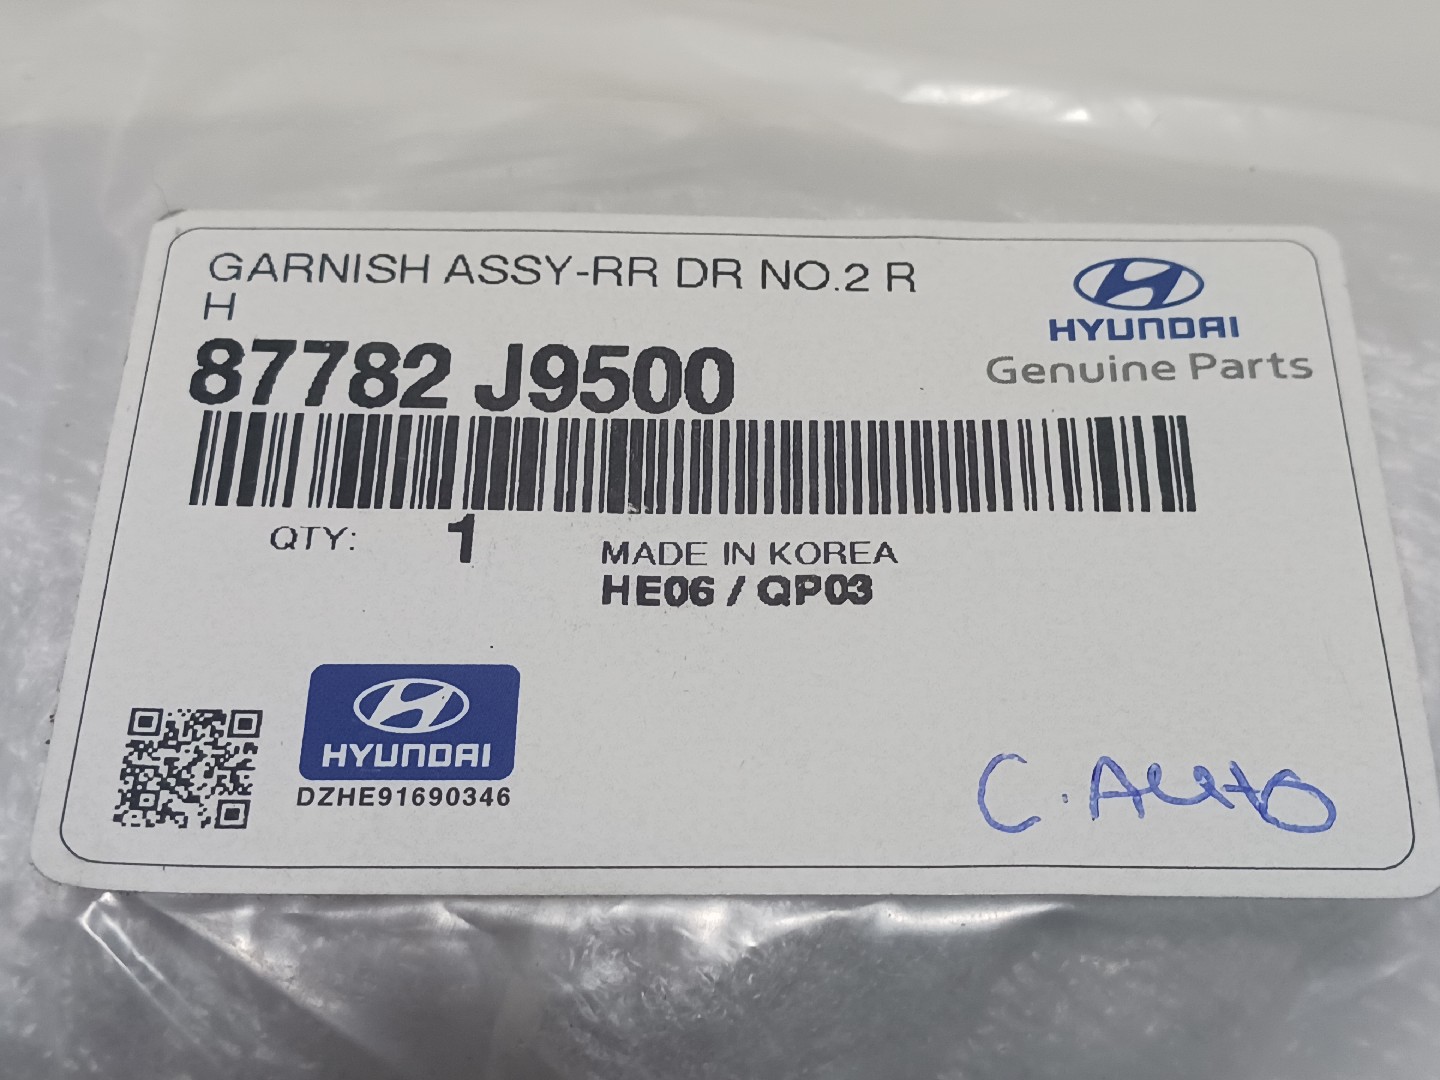 GARNISH ASSY-RR DR NO.2 R
H
HYUNDAI
Genuine Parts
87782 J9500
QTY: 1
MADE IN KOREA
HE06 / QP03
HYUNDAI
DZHE91690346
C. Auto